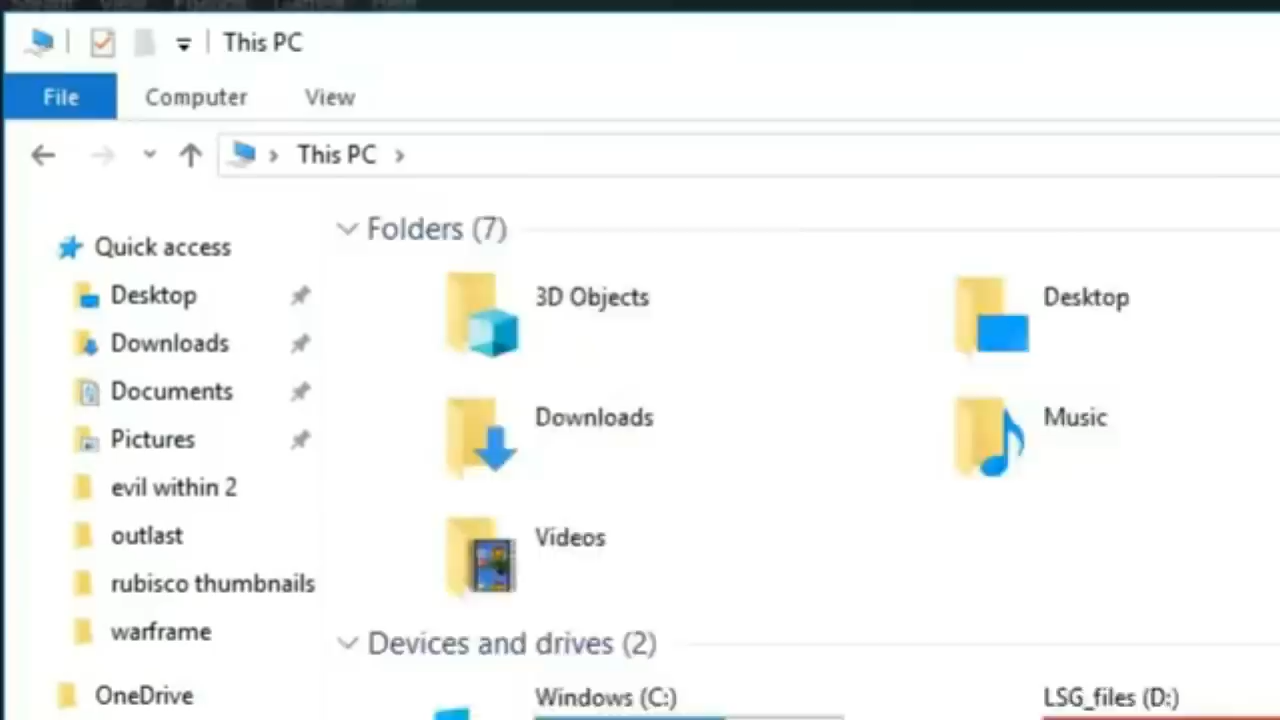 This PC
File Computer View
This PC
Folders (7)
Quick access
Desktop
Downloads
Documents
Pictures
evil within 2
outlast
rubisco thumbnails
warframe
OneDrive
3D Objects
Desktop
Downloads
Music
Videos
Devices and drives (2)
Windows (C:)
LSG_files (D:)